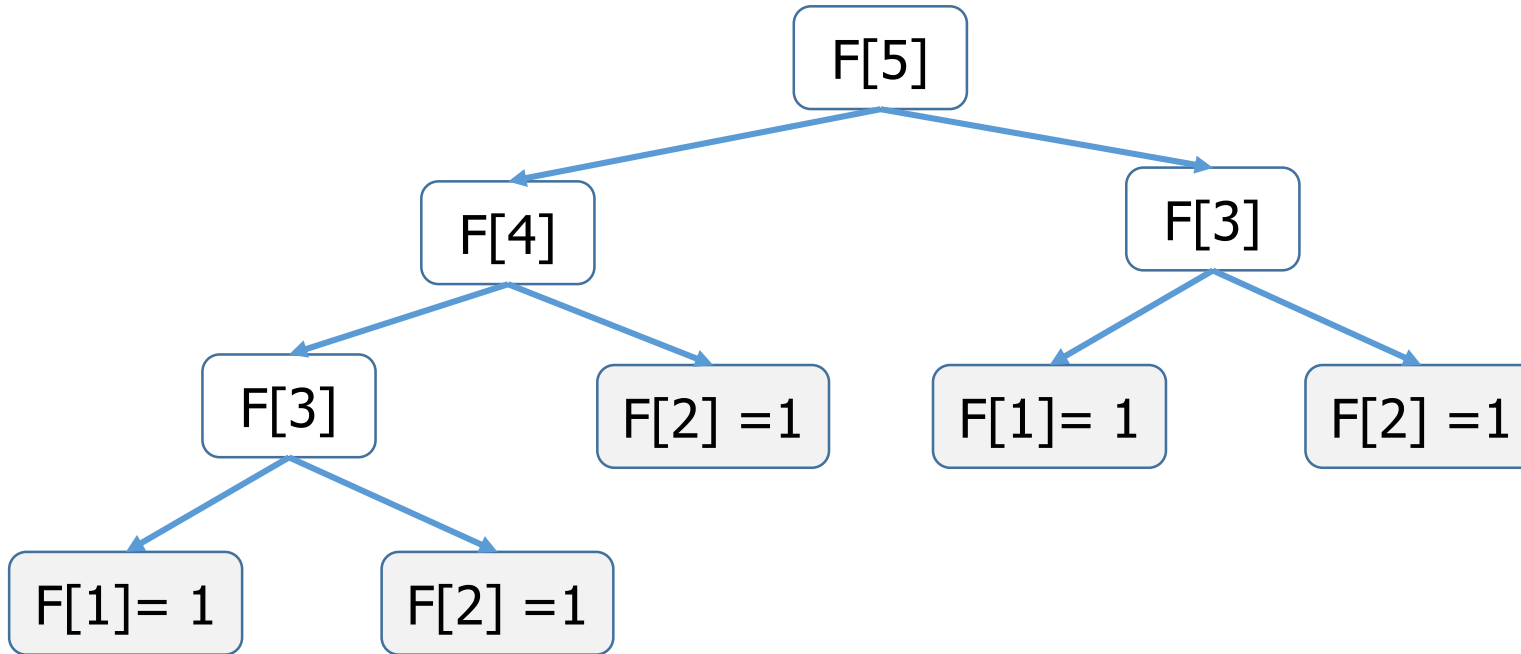 F[5]
F[4]
F[3]
F[3]
F[2] =1
F[1]= 1
F[2] =1
F[1]= 1
F[2] =1